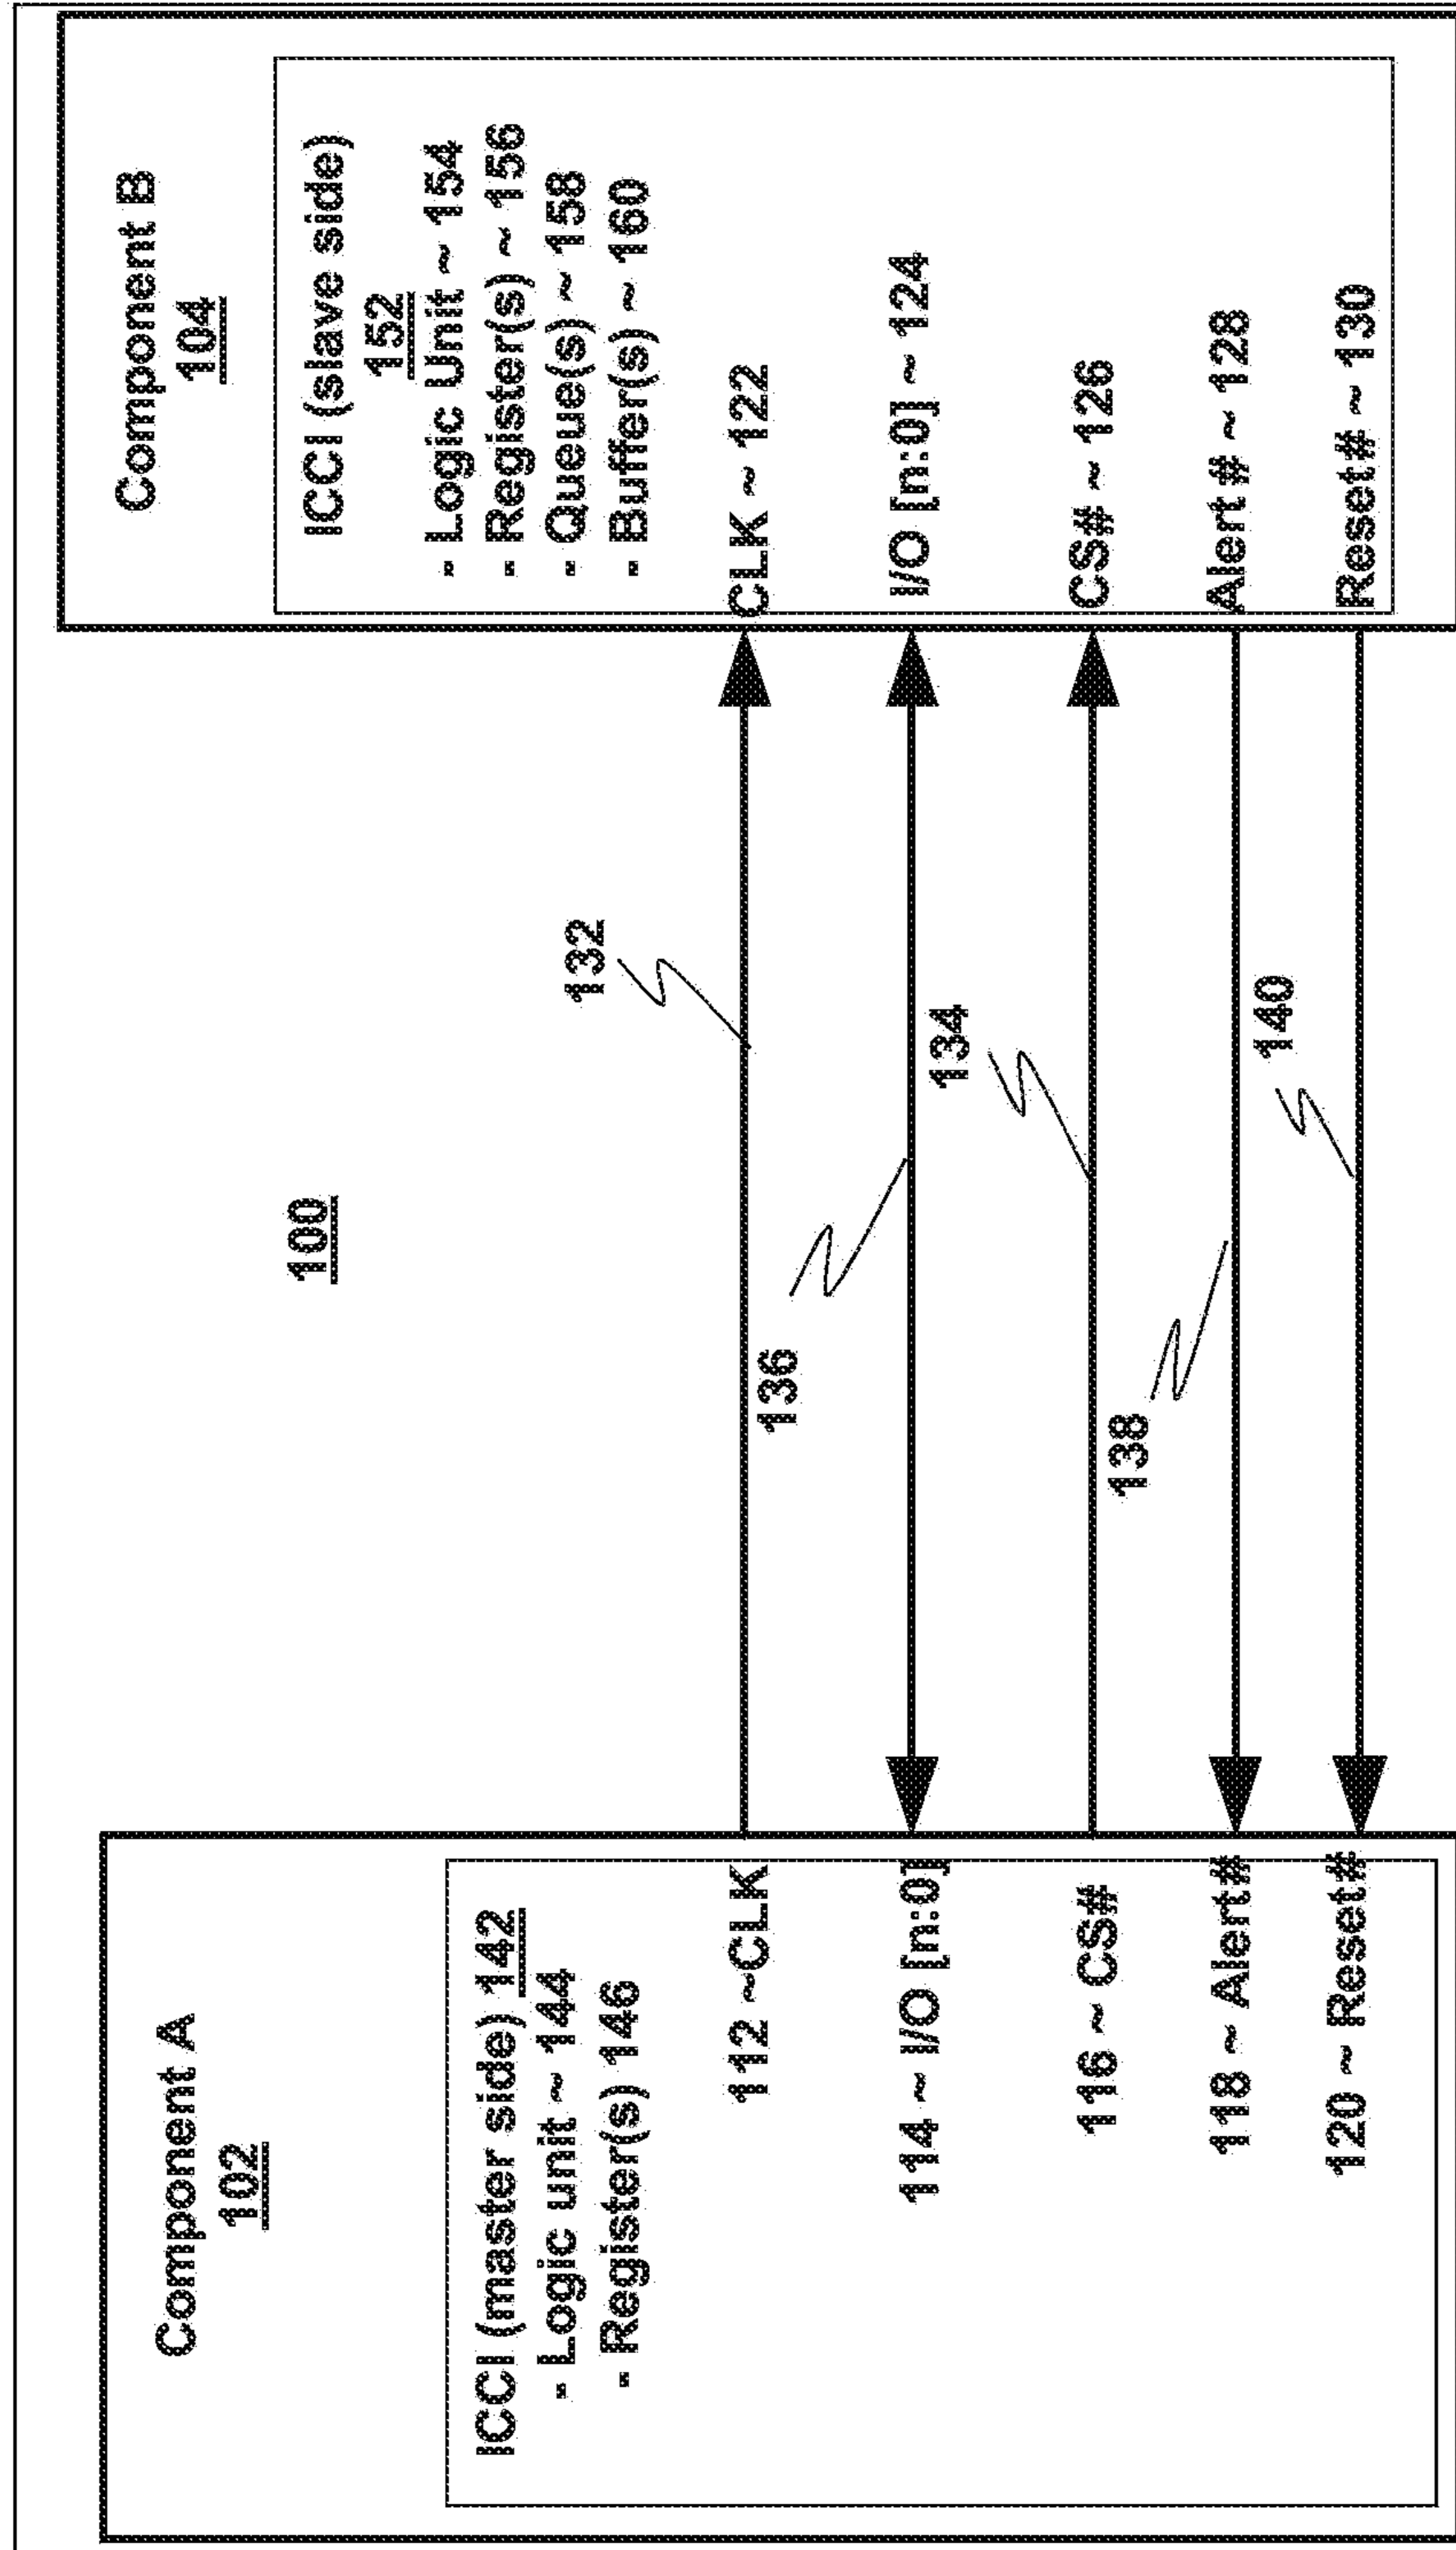 Component A
102
ICCI (master side) 142
- Logic unit ~ 144
- Register(s) 146
112 ~CLK
114 ~ I/O [n:0]
116 ~ CS#
118 ~ Alert#
120 ~ Reset#
100
132
136
134
138
140
Component B
104
ICCI (slave side)
152
- Logic Unit ~ 154
- Register(s) ~ 156
- Queue(s) ~ 158
- Buffer(s) ~ 160
CLK ~ 122
I/O [n:0] ~ 124
CS# ~ 126
Alert# ~ 128
Reset# ~ 130